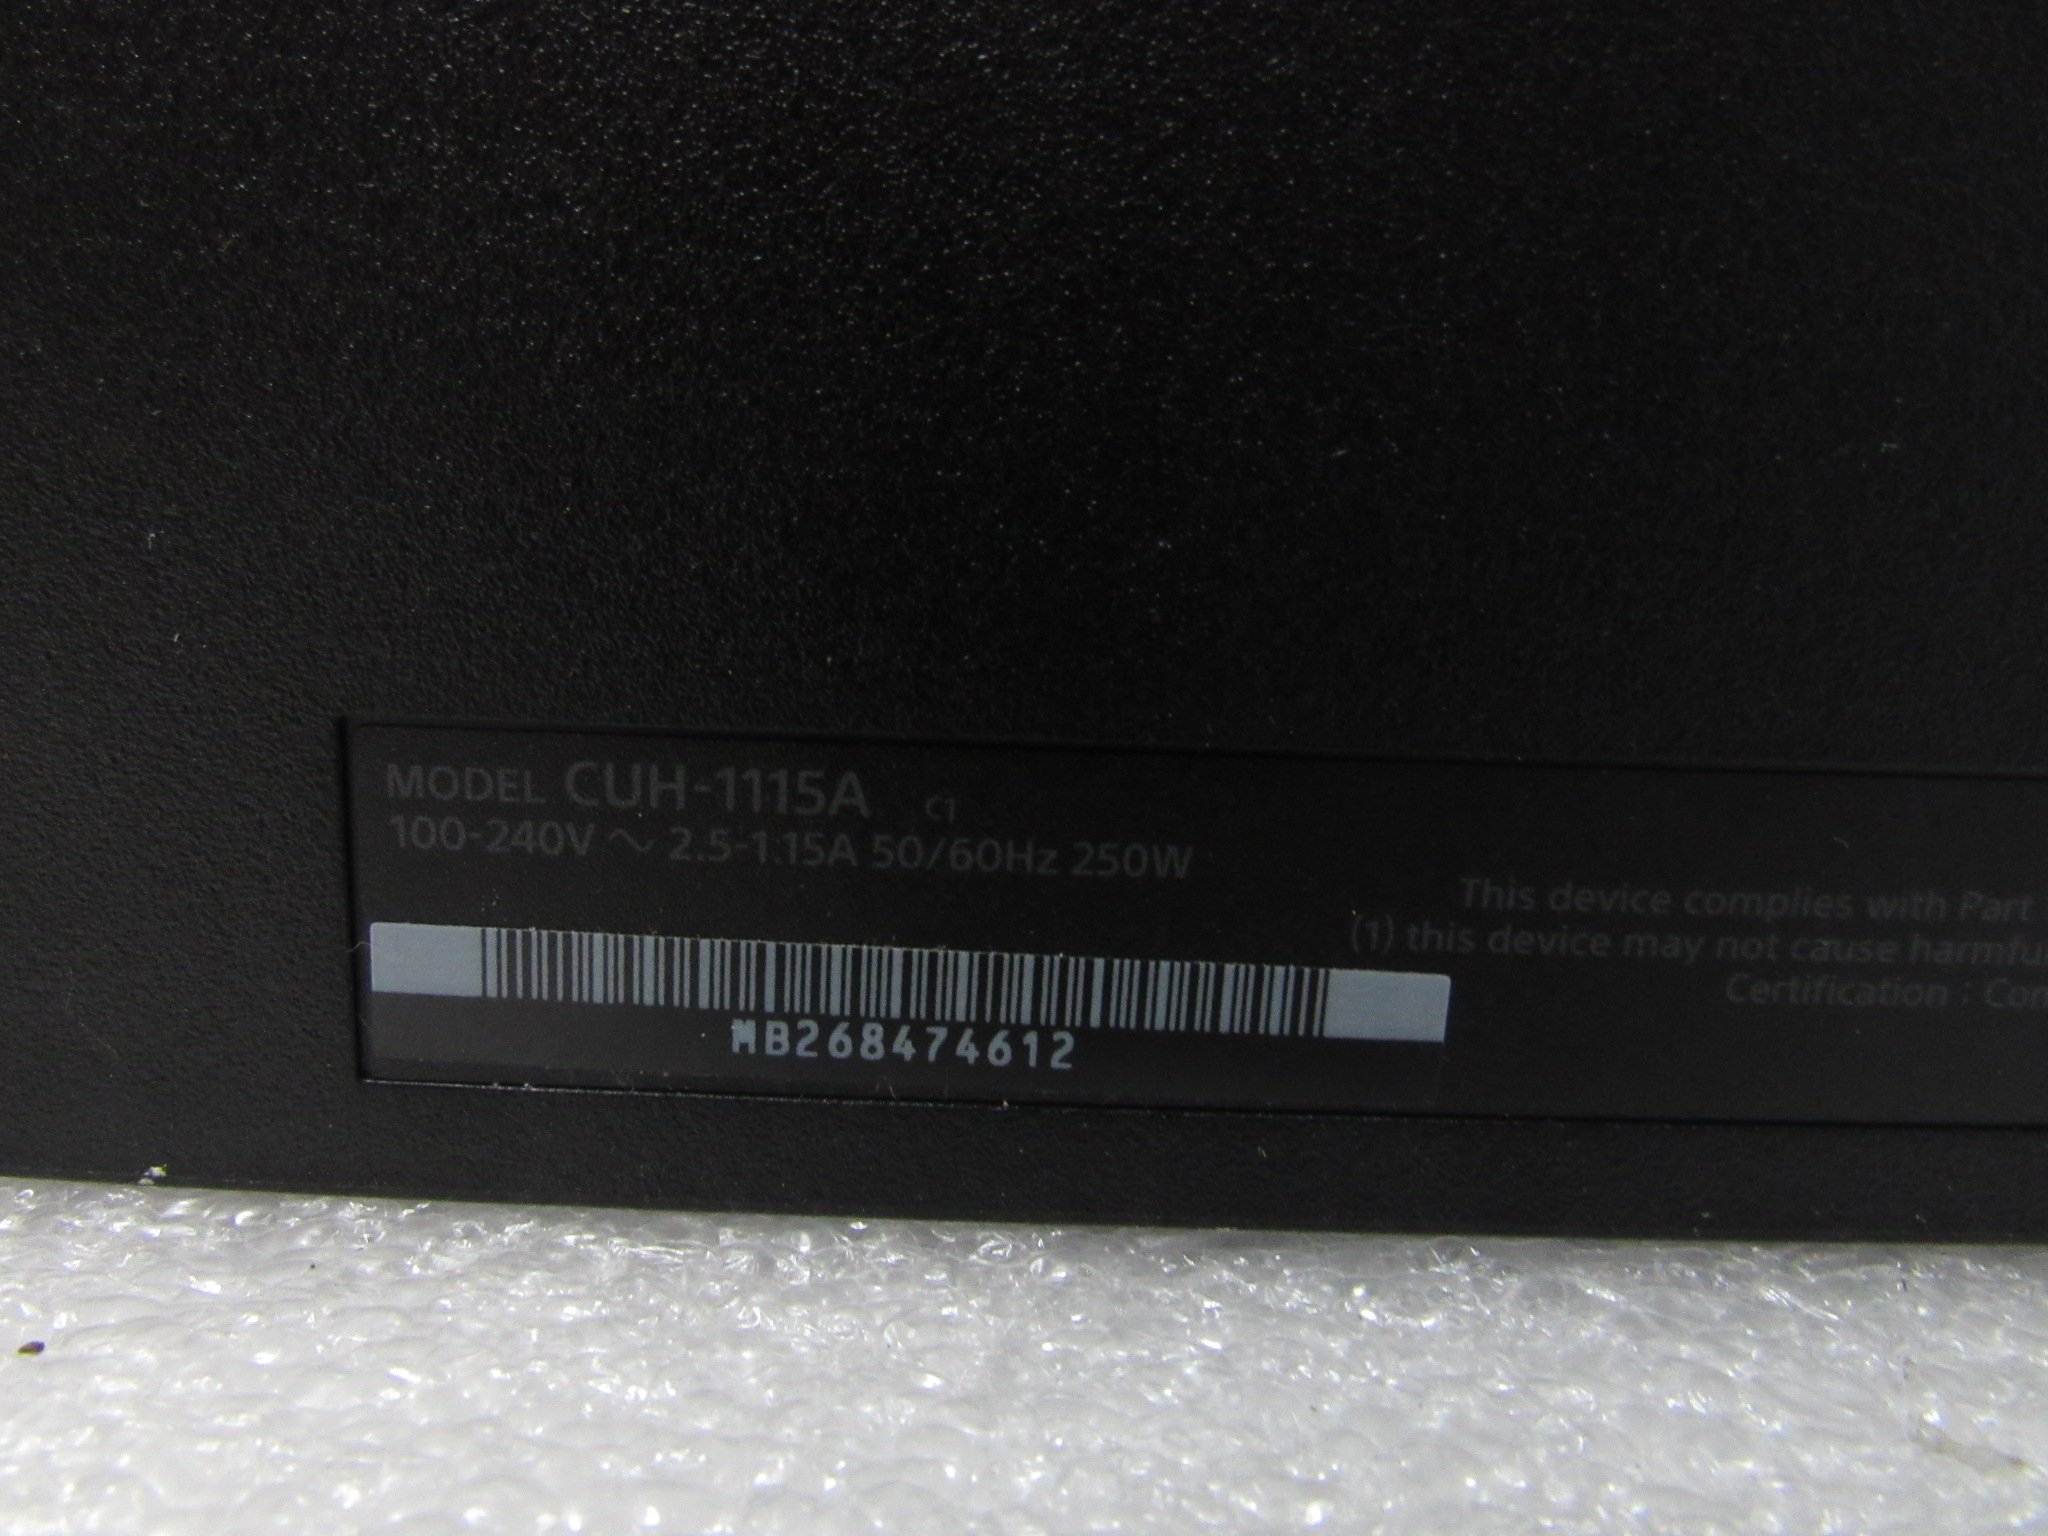 MODEL CUH-1115A C1
100-240V ～ 2.5-1.15A 50/60Hz 250W
This device complies with Part
(1) this device may not cause harmfu
Certification : Con
MB268474612